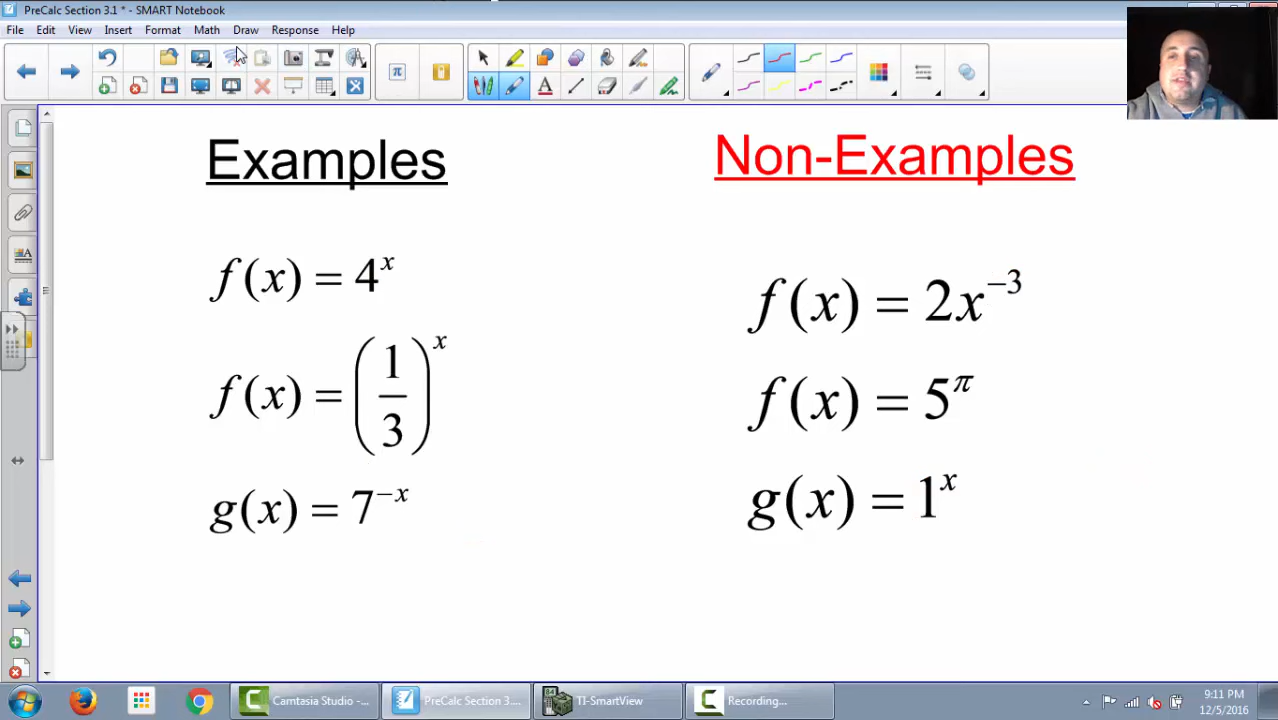 PreCalc Section 3.1 * - SMART Notebook
File Edit View Insert Format Math Draw Response Help
Examples
f(x) = 4^x
f(x) = (1/3)^x
g(x) = 7^{-x}
Non-Examples
f(x) = 2x^{-3}
f(x) = 5^π
g(x) = 1^x
Camtasia Studio -...
PreCalc Section 3....
TI-SmartView
Recording...
9:11 PM
12/5/2016